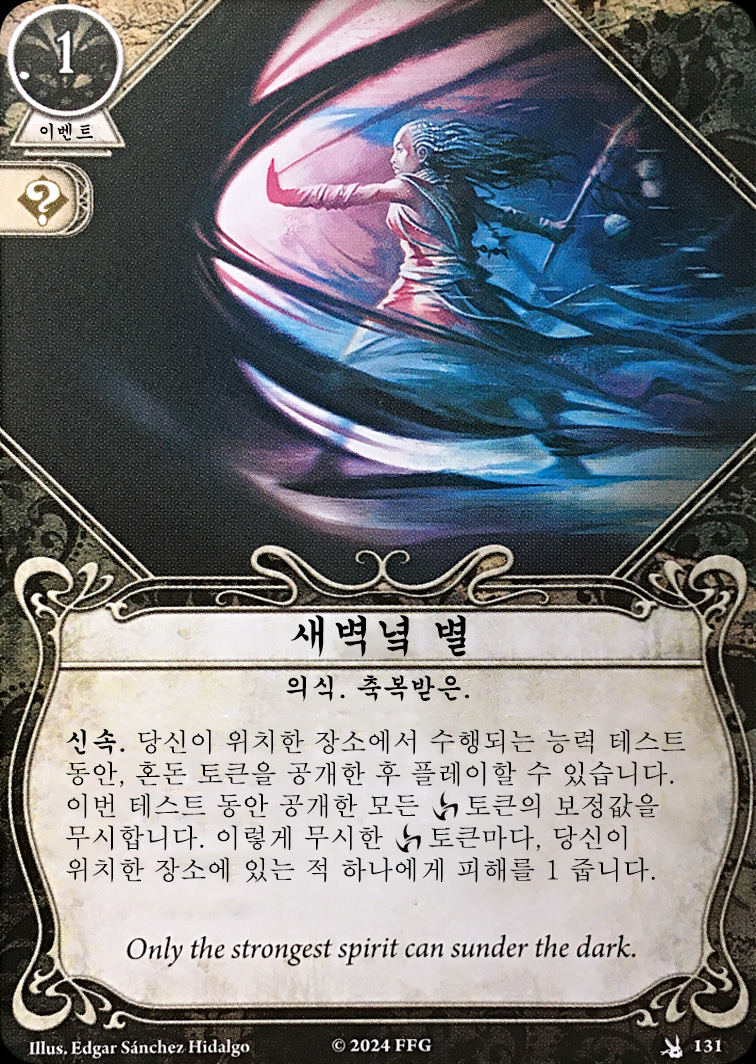 1
이벤트
?
새벽녘 별
의식. 축복받은.
신속. 당신이 위치한 장소에서 수행되는 능력 테스트
동안, 혼돈 토큰을 공개한 후 플레이할 수 있습니다.
이번 테스트 동안 공개한 모든 토큰의 보정값을
무시합니다. 이렇게 무시한 토큰마다, 당신이
위치한 장소에 있는 적 하나에게 피해를 1 줍니다.
Only the strongest spirit can sunder the dark.
Illus. Edgar Sánchez Hidalgo © 2024 FFG 131